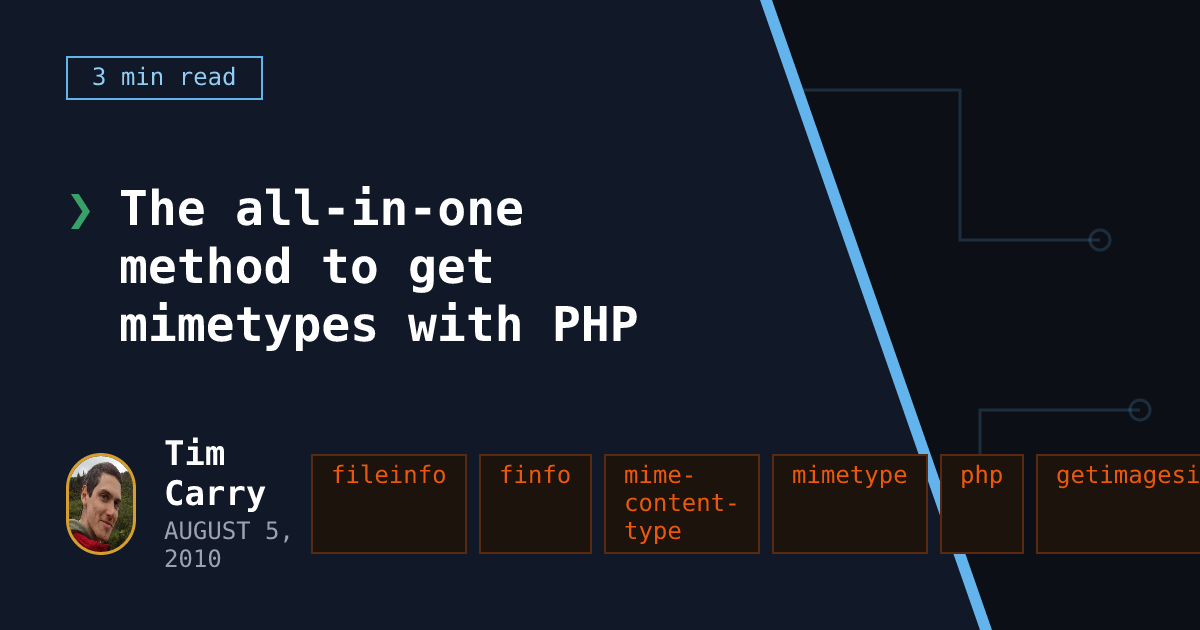 3 min read
❯ The all-in-one
method to get
mimetypes with PHP
Tim
Carry
AUGUST 5,
2010
fileinfo
finfo
mime-
content-
type
mimetype
php
getimagesi